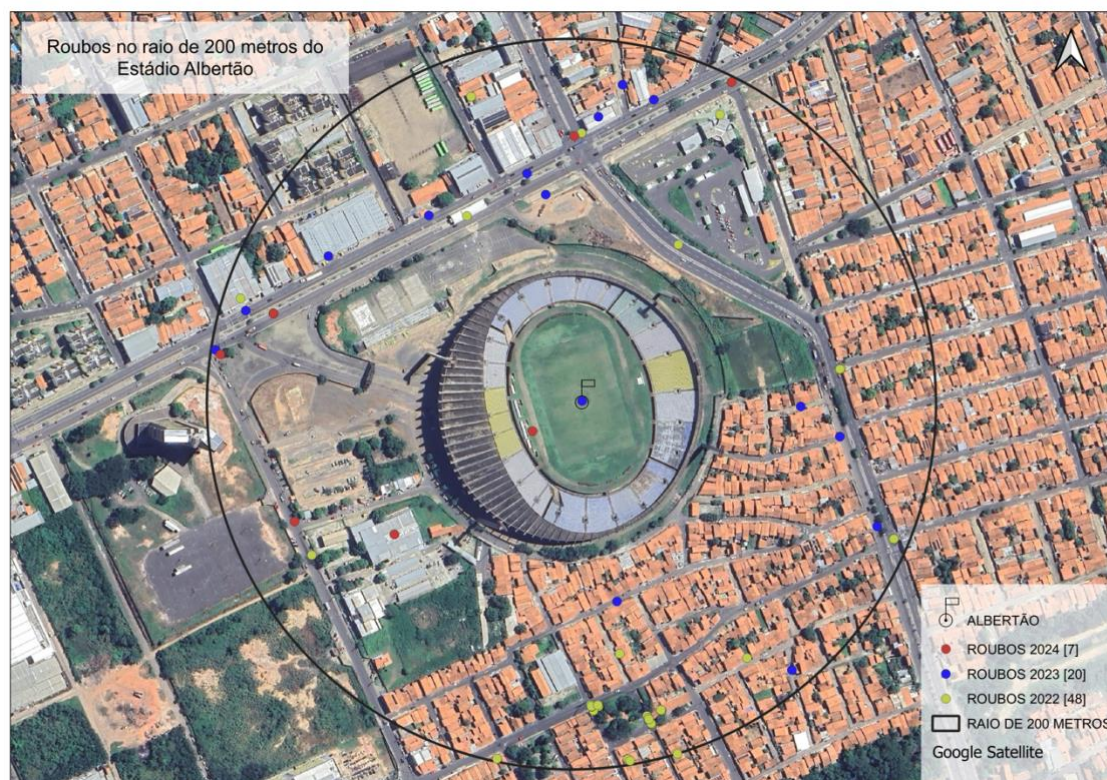 Roubos no raio de 200 metros do
Estádio Albertão
ALBERTÃO
ROUBOS 2024 [7]
ROUBOS 2023 [20]
ROUBOS 2022 [48]
RAIO DE 200 METROS
Google Satellite